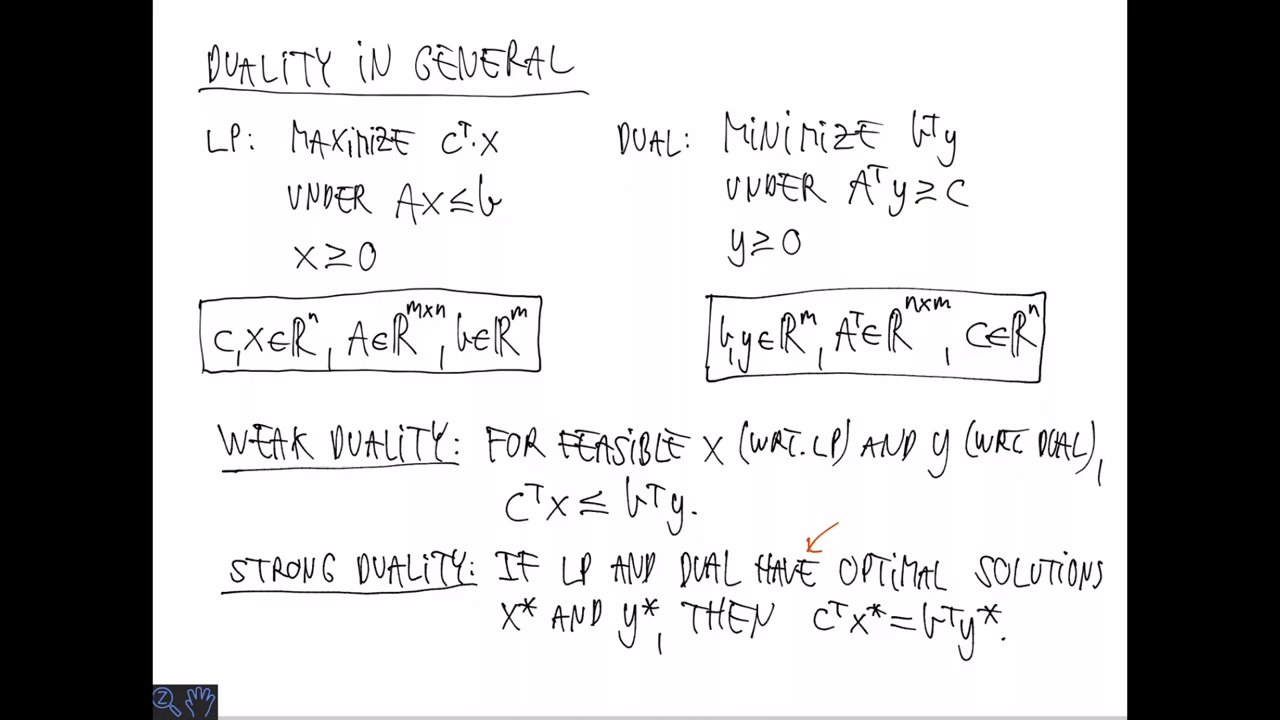 DUALITY IN GENERAL
LP: MAXIMIZE cᵀ·x
UNDER Ax ≤ b
x ≥ 0
c, x ∈ ℝⁿ, A ∈ ℝᵐˣⁿ, b ∈ ℝᵐ
DUAL: MINIMIZE bᵀy
UNDER Aᵀy ≥ c
y ≥ 0
b, y ∈ ℝᵐ, Aᵀ ∈ ℝⁿˣᵐ, c ∈ ℝⁿ
WEAK DUALITY: FOR FEASIBLE x (WRT. LP) AND y (WRT DUAL),
cᵀx ≤ bᵀy.
STRONG DUALITY: IF LP AND DUAL HAVE OPTIMAL SOLUTIONS
x* AND y*, THEN cᵀx* = bᵀy*.
Z